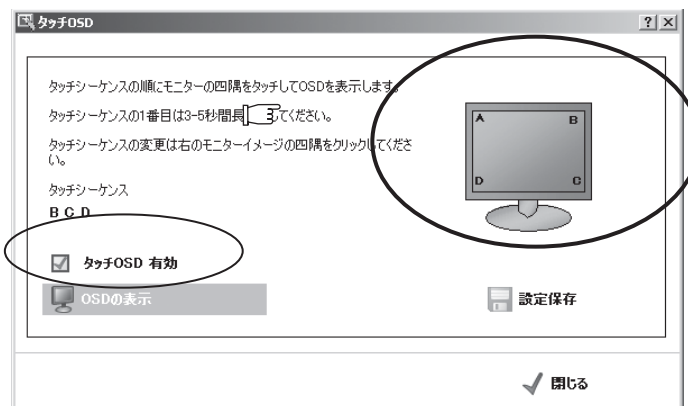 タッチOSD
タッチシーケンスの順にモニターの四隅をタッチしてOSDを表示します。
タッチシーケンスの1番目は3-5秒間長 してください。
タッチシーケンスの変更は右のモニターイメージの四隅をクリックしてくださ
い。
タッチシーケンス
B C D
A B
D C
タッチOSD 有効
OSDの表示
設定保存
閉じる